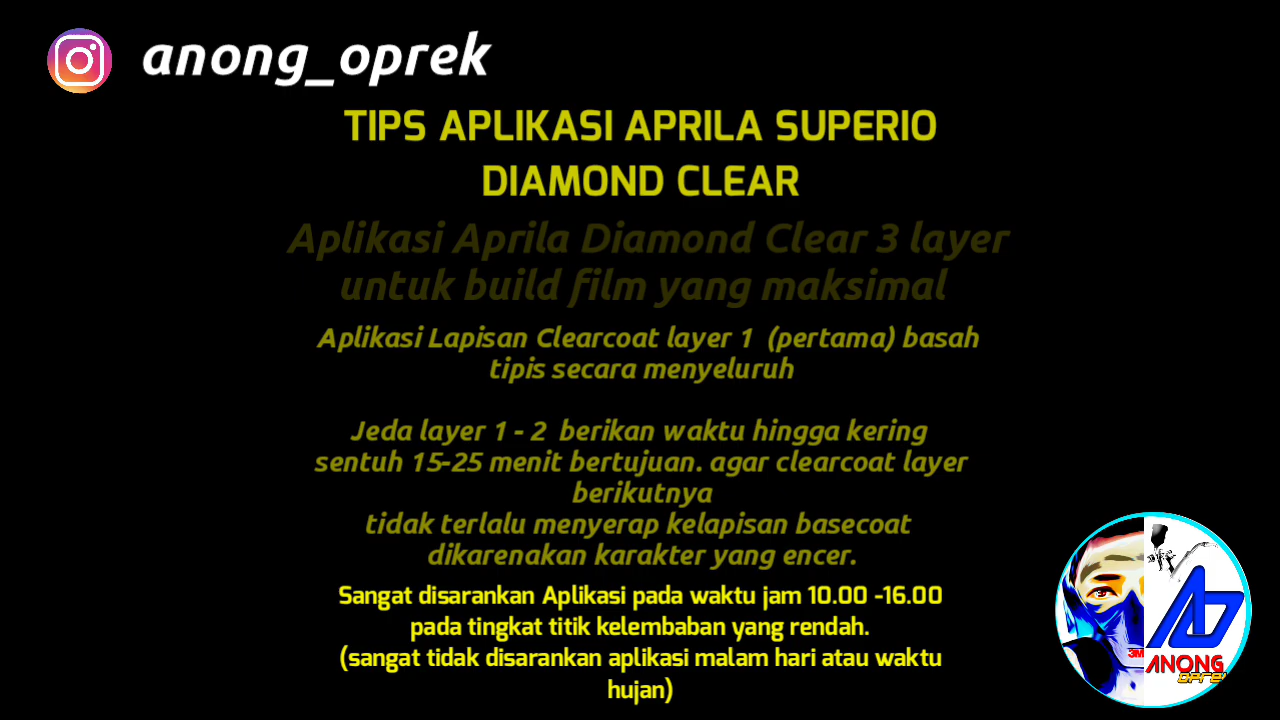 anong_oprek
TIPS APLIKASI APRILA SUPERIO
DIAMOND CLEAR
Aplikasi Aprila Diamond Clear 3 layer
untuk build film yang maksimal
Aplikasi Lapisan Clearcoat layer 1 (pertama) basah
tipis secara menyeluruh
Jeda layer 1 - 2 berikan waktu hingga kering
sentuh 15-25 menit bertujuan. agar clearcoat layer
berikutnya
tidak terlalu menyerap kelapisan basecoat
dikarenakan karakter yang encer.
Sangat disarankan Aplikasi pada waktu jam 10.00 -16.00
pada tingkat titik kelembaban yang rendah.
(sangat tidak disarankan aplikasi malam hari atau waktu
hujan)
3M
ANONG
oprek